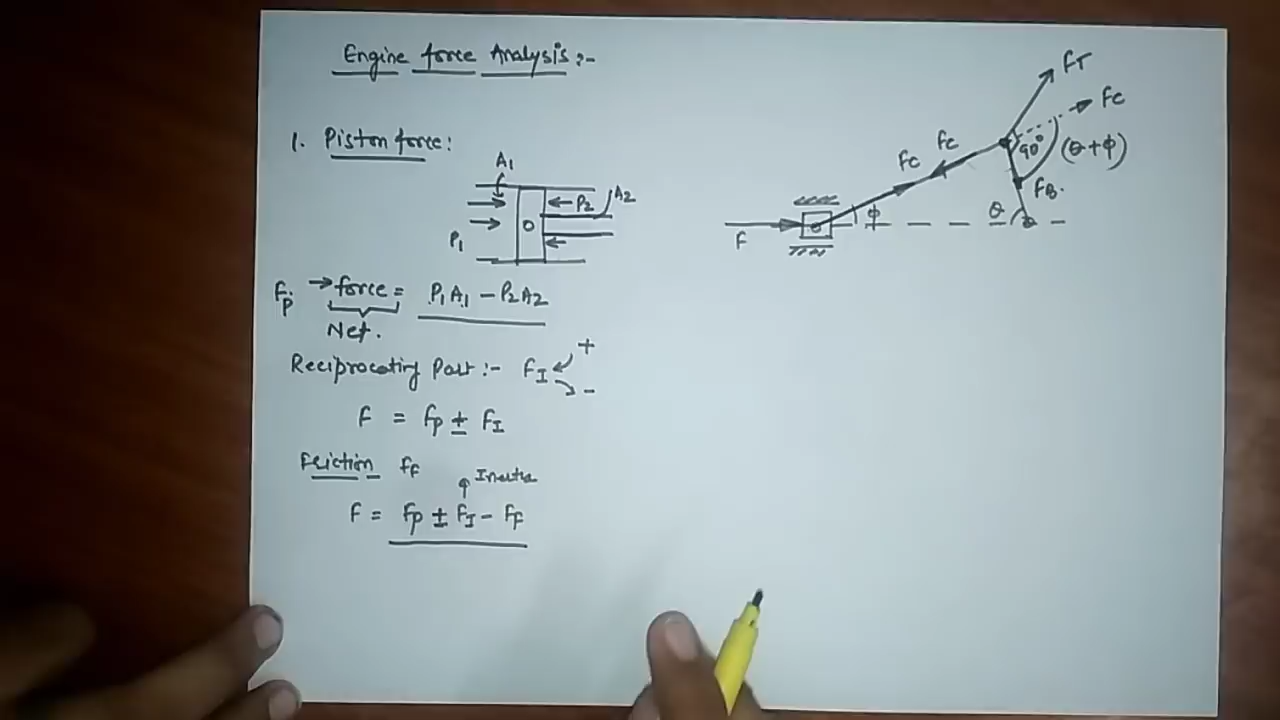 Engine force Analysis :-
1. Piston force :
A1
P2
A2
P1
Fp → force = P1A1 - P2A2
Net.
Reciprocating Part :- FI + -
F = Fp ± FI
Friction FF
Inertia
F = Fp ± FI - FF
FT
Fc
Fc
Fc
90°
(θ+φ)
FB.
F
φ
θ